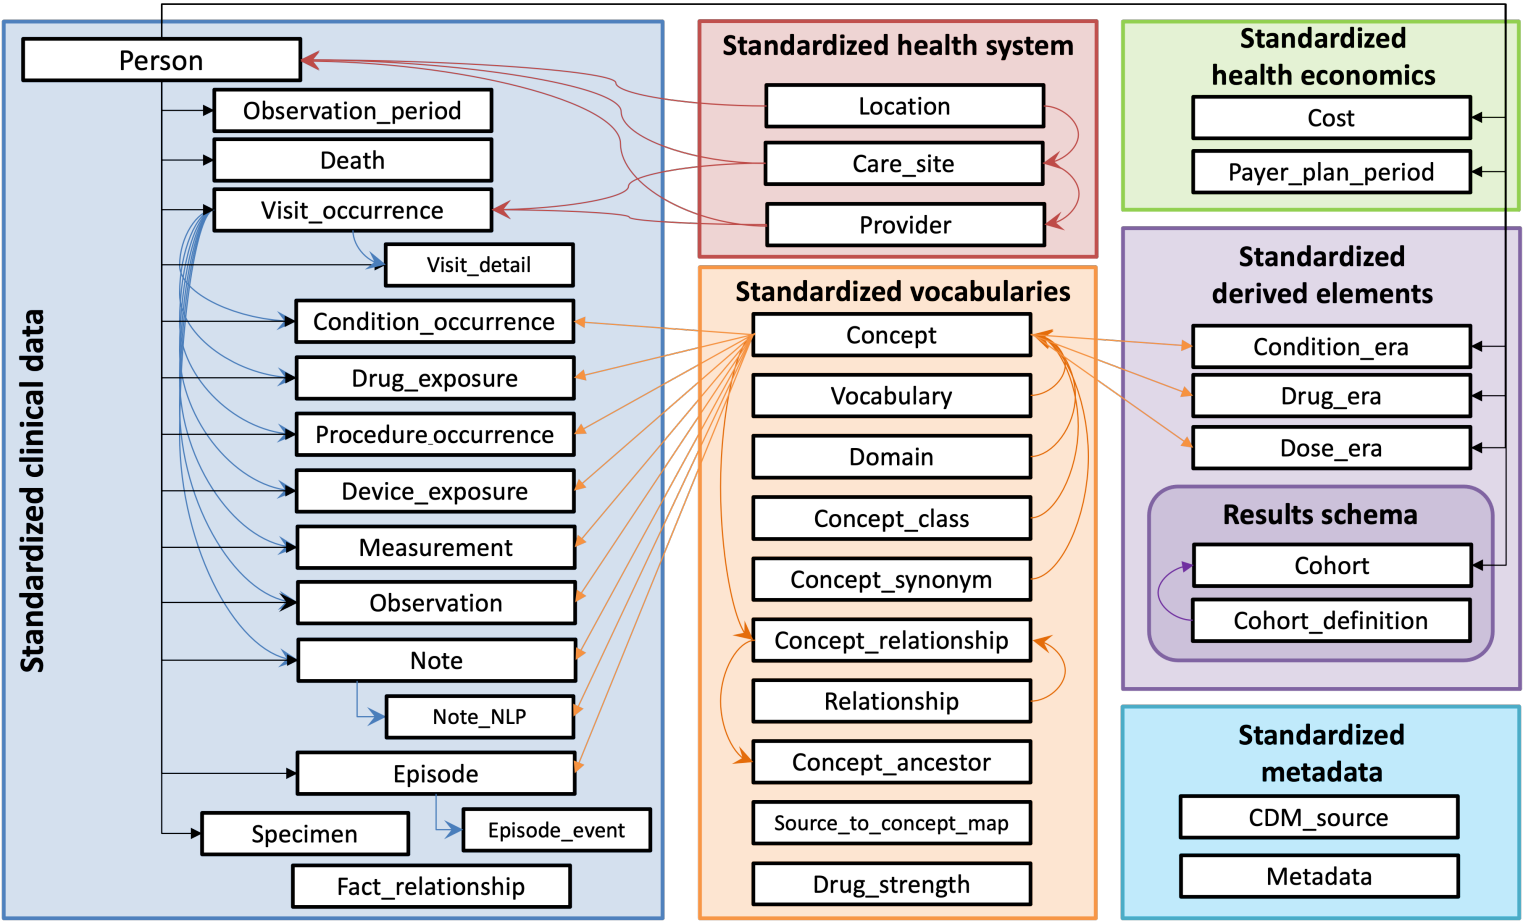 Standardized clinical data
Person
Observation_period
Death
Visit_occurrence
Visit_detail
Condition_occurrence
Drug_exposure
Procedure_occurrence
Device_exposure
Measurement
Observation
Note
Note_NLP
Episode
Episode_event
Specimen
Fact_relationship
Standardized health system
Location
Care_site
Provider
Standardized vocabularies
Concept
Vocabulary
Domain
Concept_class
Concept_synonym
Concept_relationship
Relationship
Concept_ancestor
Source_to_concept_map
Drug_strength
Standardized
health economics
Cost
Payer_plan_period
Standardized
derived elements
Condition_era
Drug_era
Dose_era
Results schema
Cohort
Cohort_definition
Standardized
metadata
CDM_source
Metadata